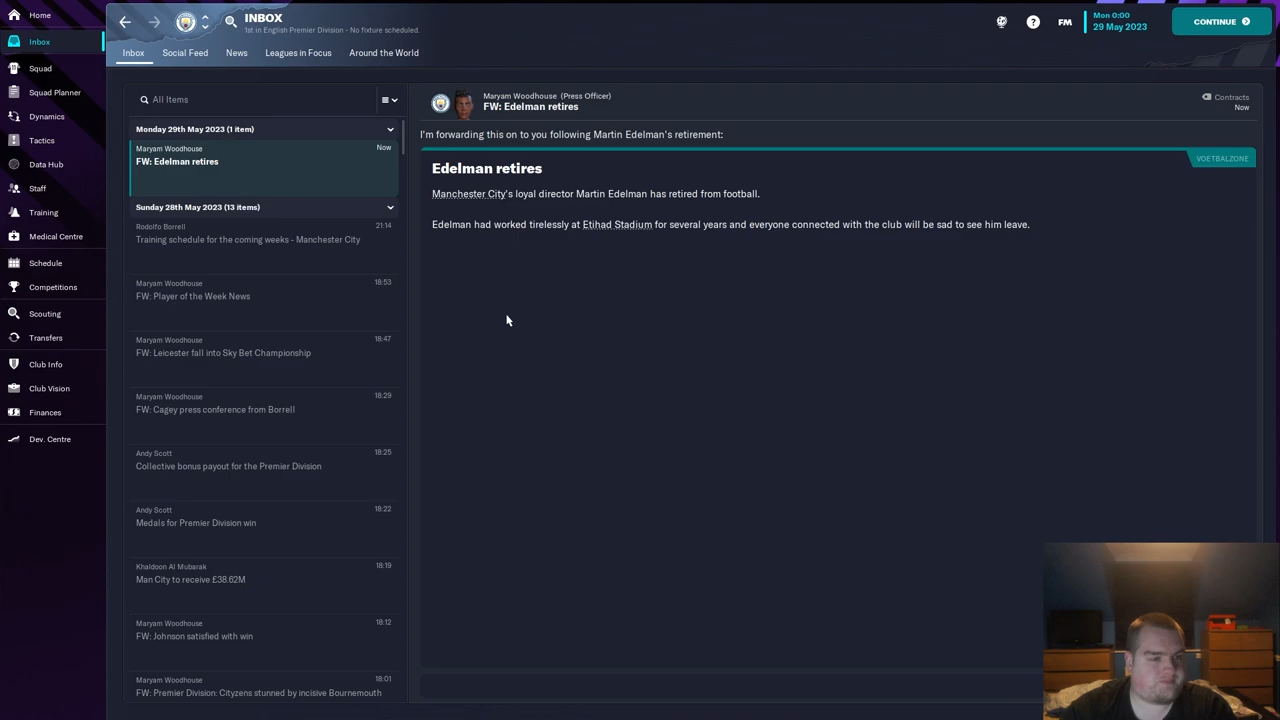 Home
Inbox
Squad
Squad Planner
Dynamics
Tactics
Data Hub
Staff
Training
Medical Centre
Schedule
Competitions
Scouting
Transfers
Club Info
Club Vision
Finances
Dev. Centre
INBOX
1st in English Premier Division - No fixture scheduled.
FM
Mon 0:00
29 May 2023
CONTINUE
Inbox
Social Feed
News
Leagues in Focus
Around the World
All Items
Monday 29th May 2023 (1 item)
Maryam Woodhouse
Now
FW: Edelman retires
Sunday 28th May 2023 (13 items)
Rodolfo Borrell
21:14
Training schedule for the coming weeks - Manchester City
Maryam Woodhouse
18:53
FW: Player of the Week News
Maryam Woodhouse
18:47
FW: Leicester fall into Sky Bet Championship
Maryam Woodhouse
18:29
FW: Cagey press conference from Borrell
Andy Scott
18:25
Collective bonus payout for the Premier Division
Andy Scott
18:22
Medals for Premier Division win
Khaldoon Al Mubarak
18:19
Man City to receive £38.62M
Maryam Woodhouse
18:12
FW: Johnson satisfied with win
Maryam Woodhouse
18:01
FW: Premier Division: Cityzens stunned by incisive Bournemouth
Maryam Woodhouse (Press Officer)
FW: Edelman retires
Contracts
Now
I'm forwarding this on to you following Martin Edelman's retirement:
VOETBALZONE
Edelman retires
Manchester City's loyal director Martin Edelman has retired from football.
Edelman had worked tirelessly at Etihad Stadium for several years and everyone connected with the club will be sad to see him leave.